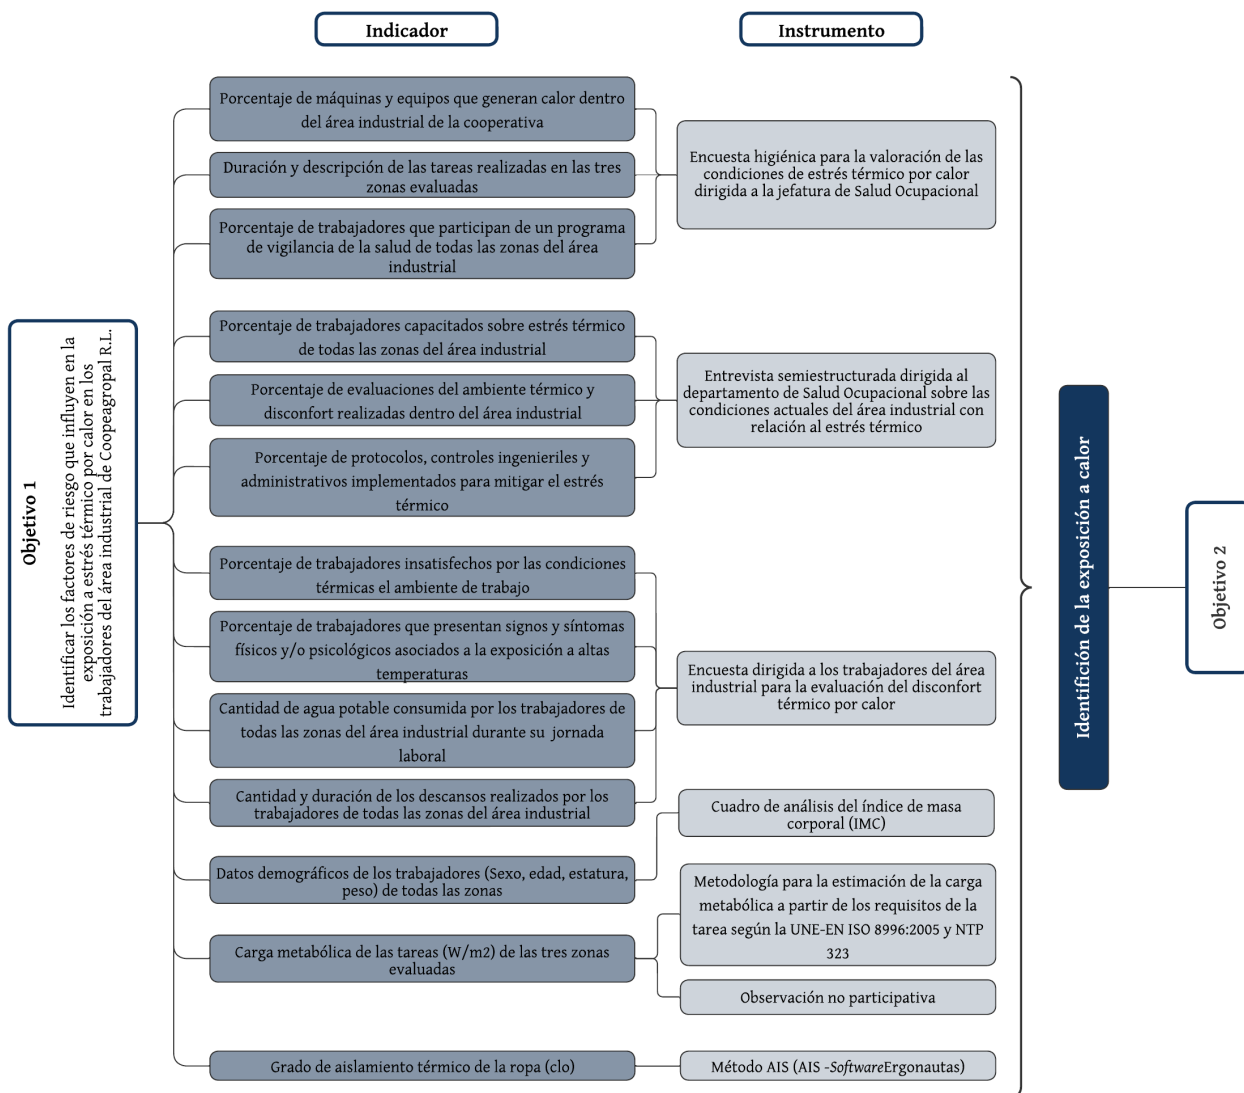 Indicador
Instrumento
Objetivo 1
Identificar los factores de riesgo que influyen en la
exposición a estrés térmico por calor en los
trabajadores del área industrial de Coopeagropal R.L.
Porcentaje de máquinas y equipos que generan calor dentro
del área industrial de la cooperativa
Duración y descripción de las tareas realizadas en las tres
zonas evaluadas
Porcentaje de trabajadores que participan de un programa
de vigilancia de la salud de todas las zonas del área
industrial
Encuesta higiénica para la valoración de las
condiciones de estrés térmico por calor
dirigida a la jefatura de Salud Ocupacional
Porcentaje de trabajadores capacitados sobre estrés térmico
de todas las zonas del área industrial
Porcentaje de evaluaciones del ambiente térmico y
disconfort realizadas dentro del área industrial
Porcentaje de protocolos, controles ingenieriles y
administrativos implementados para mitigar el estrés
térmico
Entrevista semiestructurada dirigida al
departamento de Salud Ocupacional sobre las
condiciones actuales del área industrial con
relación al estrés térmico
Porcentaje de trabajadores insatisfechos por las condiciones
térmicas el ambiente de trabajo
Porcentaje de trabajadores que presentan signos y síntomas
físicos y/o psicológicos asociados a la exposición a altas
temperaturas
Cantidad de agua potable consumida por los trabajadores de
todas las zonas del área industrial durante su jornada
laboral
Cantidad y duración de los descansos realizados por los
trabajadores de todas las zonas del área industrial
Encuesta dirigida a los trabajadores del área
industrial para la evaluación del disconfort
térmico por calor
Datos demográficos de los trabajadores (Sexo, edad, estatura,
peso) de todas las zonas
Cuadro de análisis del índice de masa
corporal (IMC)
Carga metabólica de las tareas (W/m2) de las tres zonas
evaluadas
Metodología para la estimación de la carga
metabólica a partir de los requisitos de la
tarea según la UNE-EN ISO 8996:2005 y NTP
323
Observación no participativa
Grado de aislamiento térmico de la ropa (clo)
Método AIS (AIS -SoftwareErgonautas)
Identifición de la exposición a calor
Objetivo 2